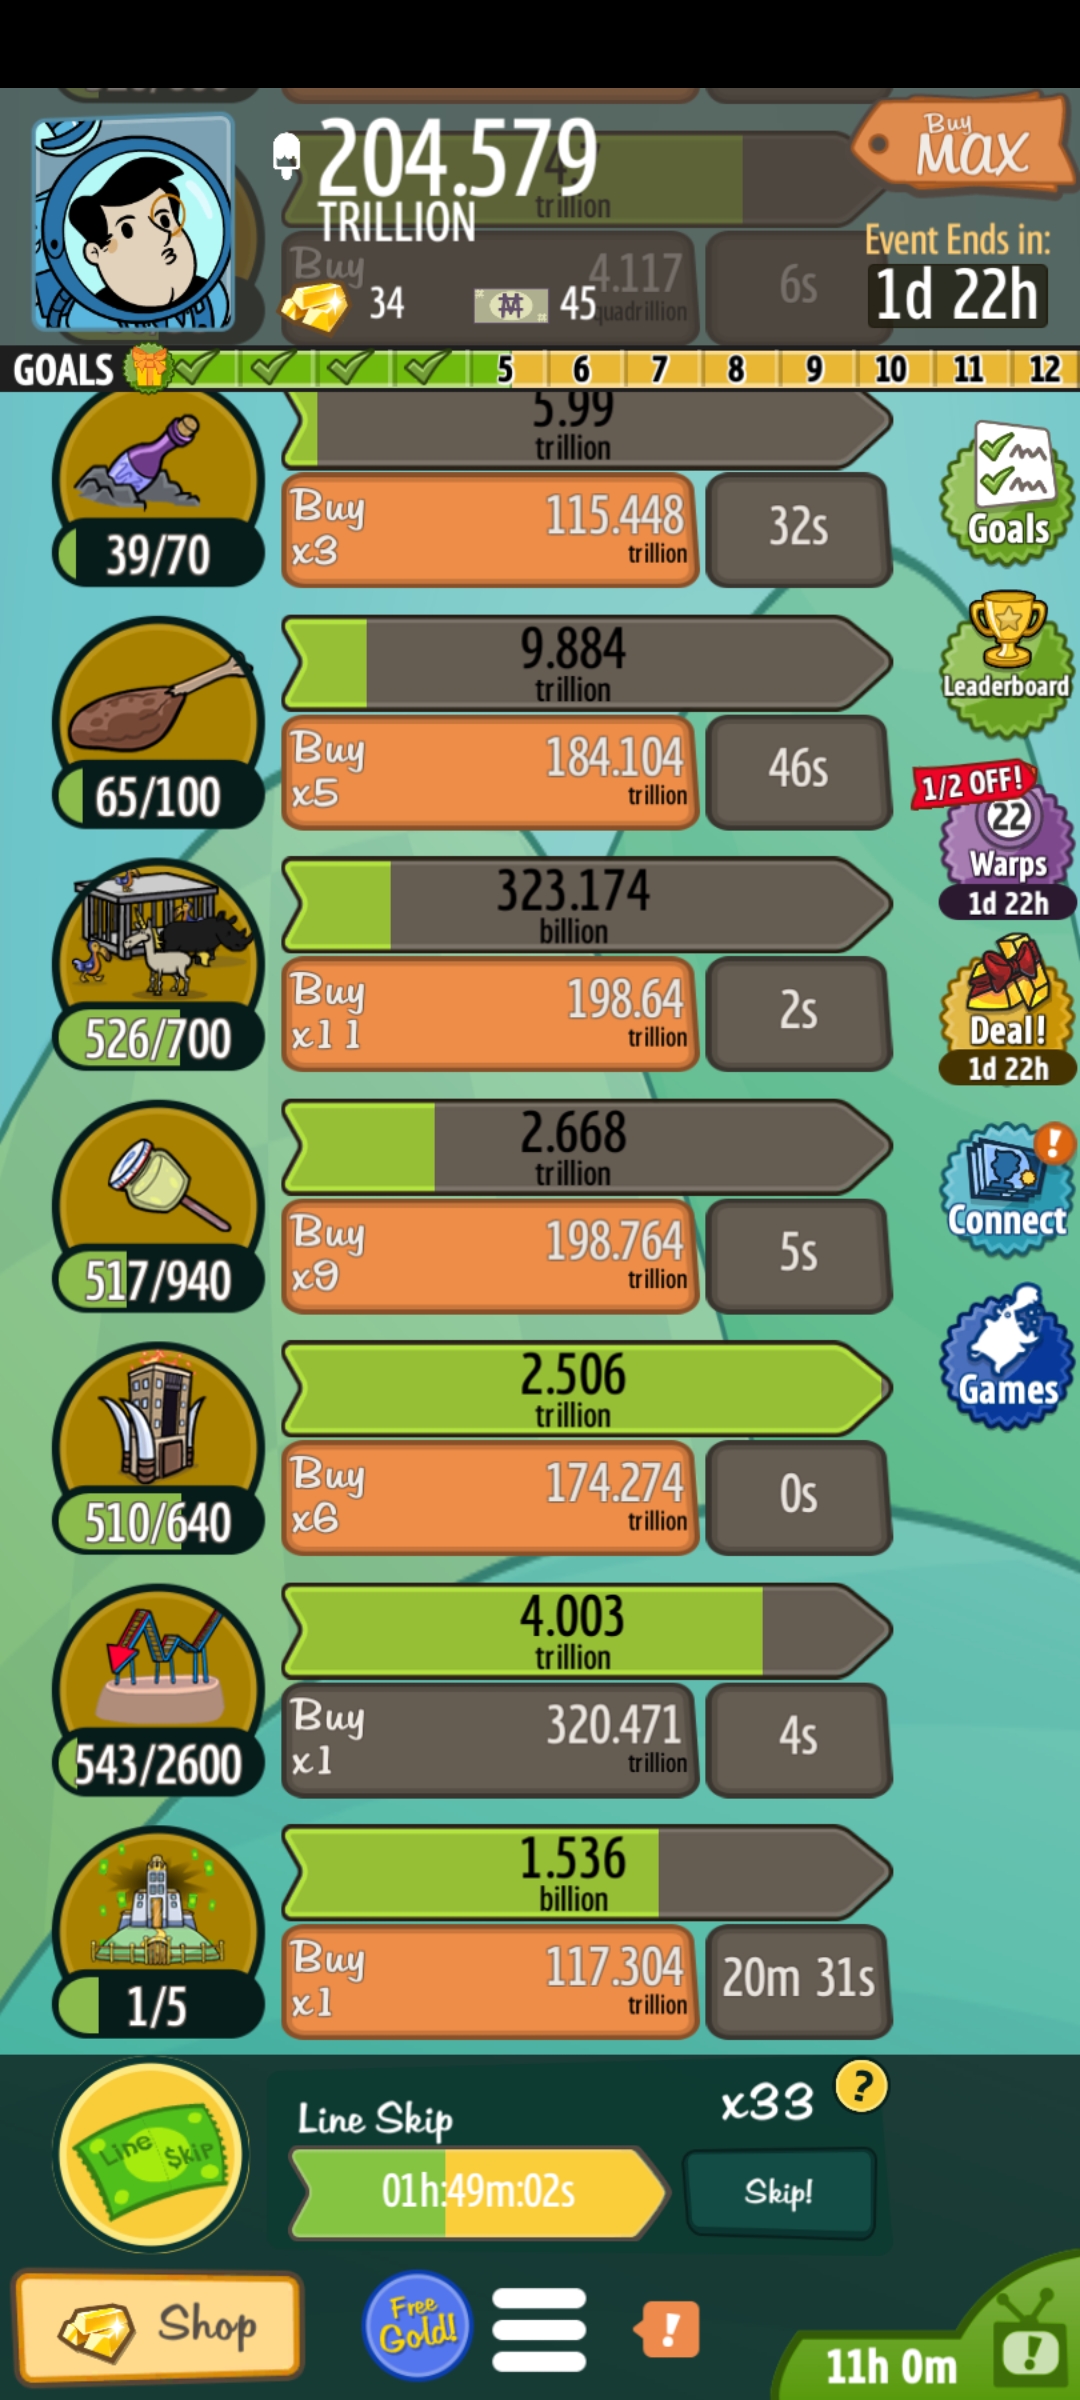 204.579
TRILLION
Buy
MAX
4.7
trillion
Event Ends in:
1d 22h
Buy
4.117
quadrillion
6s
34
45
GOALS
5 6 7 8 9 10 11 12
5.99
trillion
39/70
Buy
x3
115.448
trillion
32s
Goals
9.884
trillion
65/100
Buy
x5
184.104
trillion
46s
Leaderboard
1/2 OFF!
22
Warps
1d 22h
323.174
billion
526/700
Buy
x11
198.64
trillion
2s
Deal!
1d 22h
2.668
trillion
517/940
Buy
x9
198.764
trillion
5s
Connect
2.506
trillion
510/640
Buy
x6
174.274
trillion
0s
Games
4.003
trillion
543/2600
Buy
x1
320.471
trillion
4s
1.536
billion
1/5
Buy
x1
117.304
trillion
20m 31s
Line $kip
Line Skip
x33
?
01h:49m:02s
Skip!
Shop
Free
Gold!
!
11h 0m
!